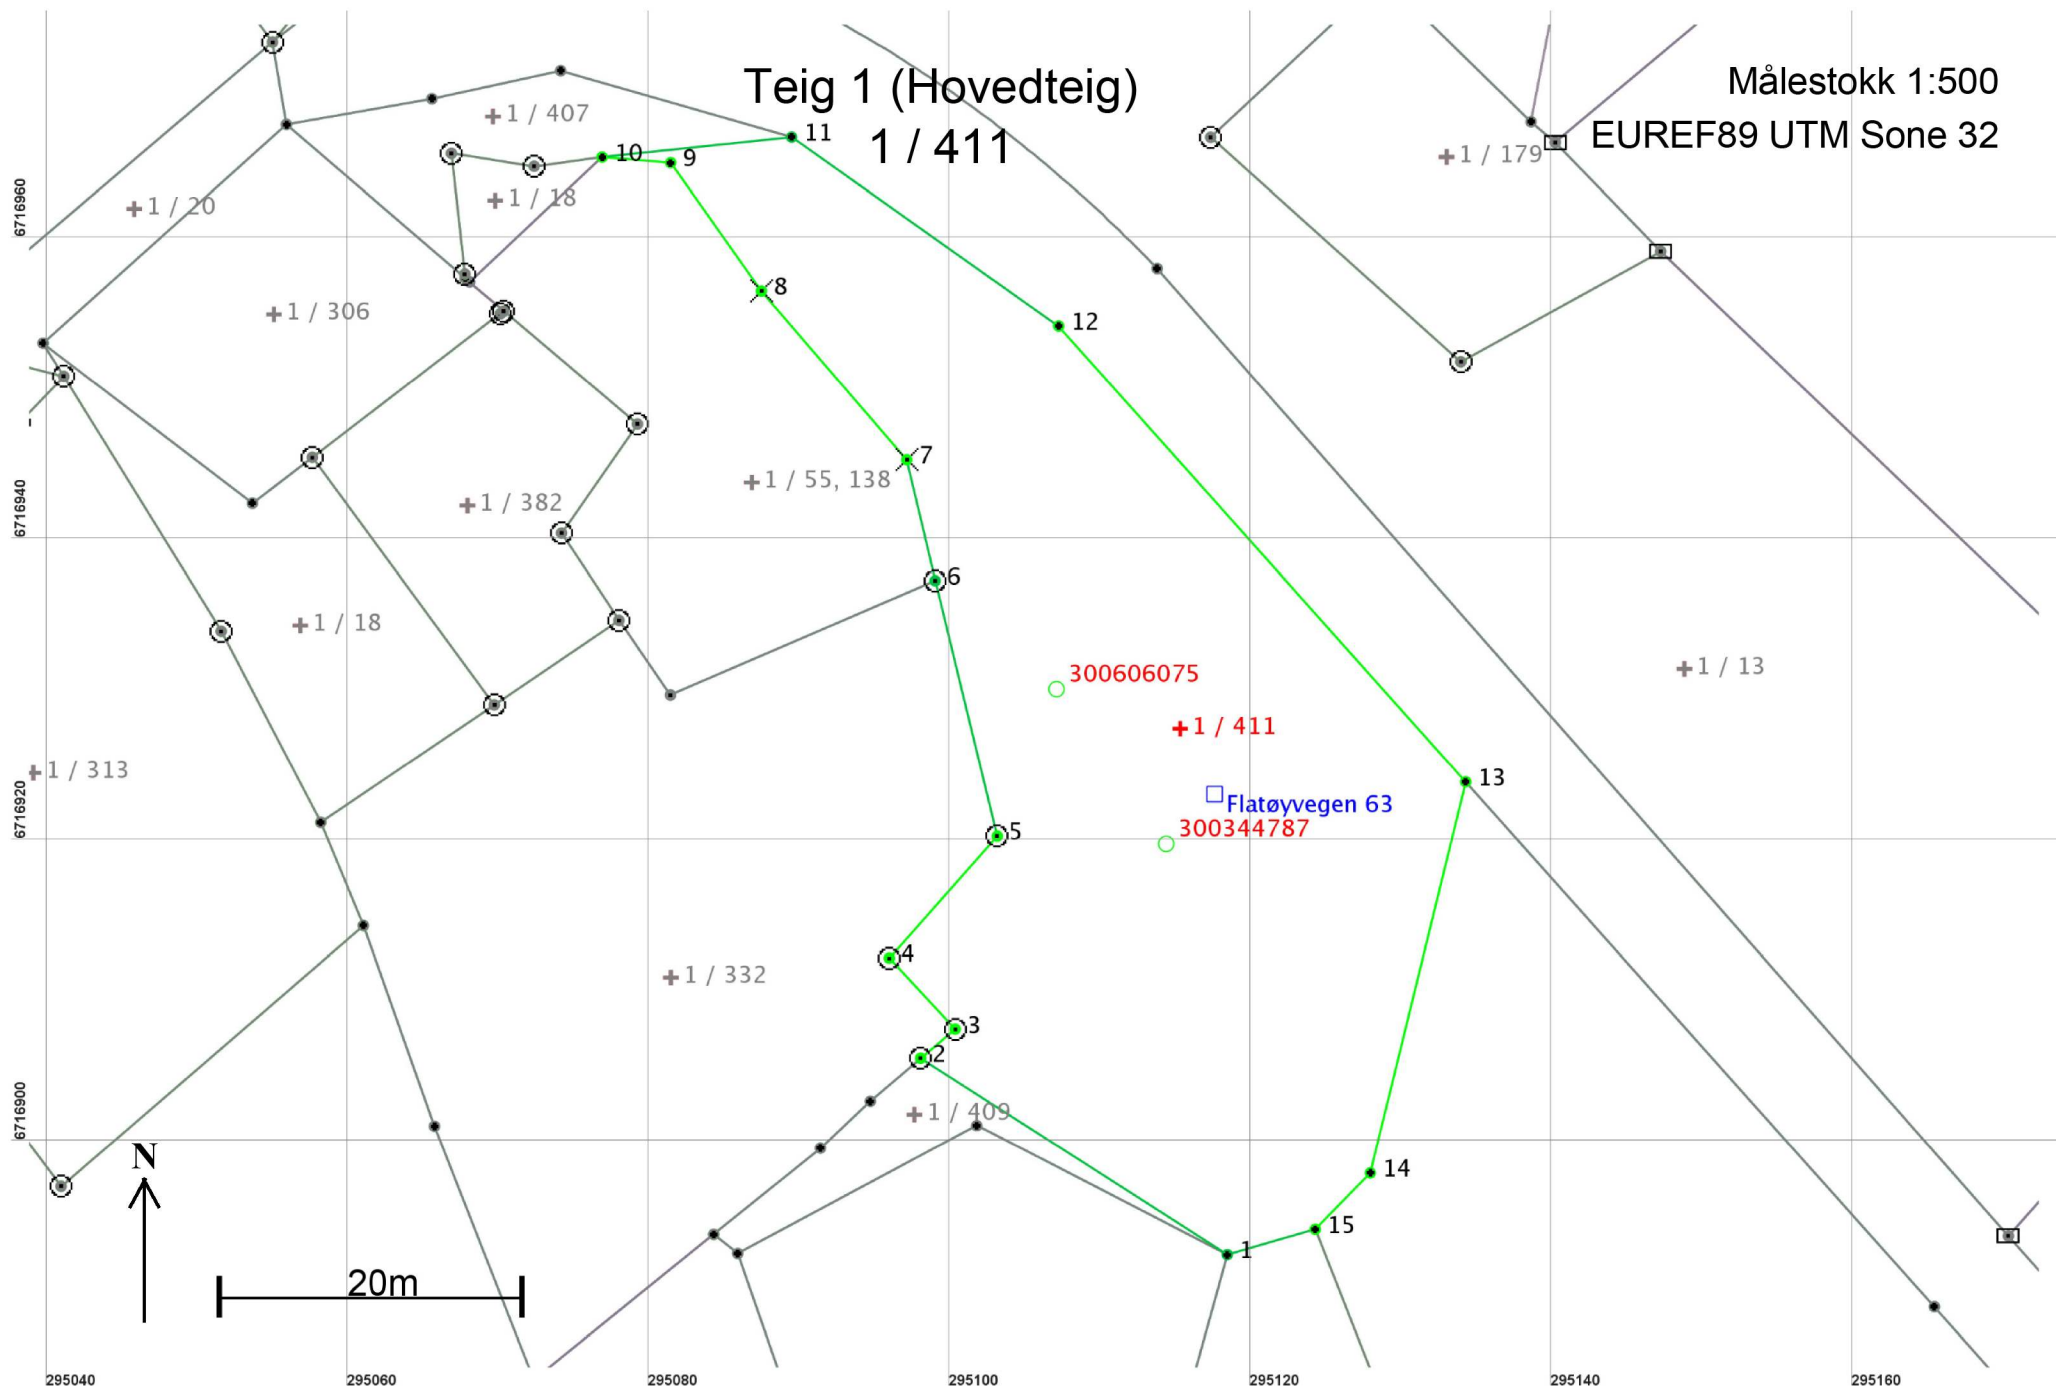 Teig 1 (Hovedteig)
1 / 411
Målestokk 1:500
EUREF89 UTM Sone 32
1 / 407
11
10
9
1 / 179
1 / 18
1 / 20
6716960
8
1 / 306
12
7
1 / 55, 138
1 / 382
6716940
6
1 / 18
300606075
1 / 13
1 / 411
1 / 313
13
Flatøyvegen 63
300344787
6716920
5
4
1 / 332
3
2
1 / 409
6716900
N
14
15
1
20m
295040
295060
295080
295100
295120
295140
295160